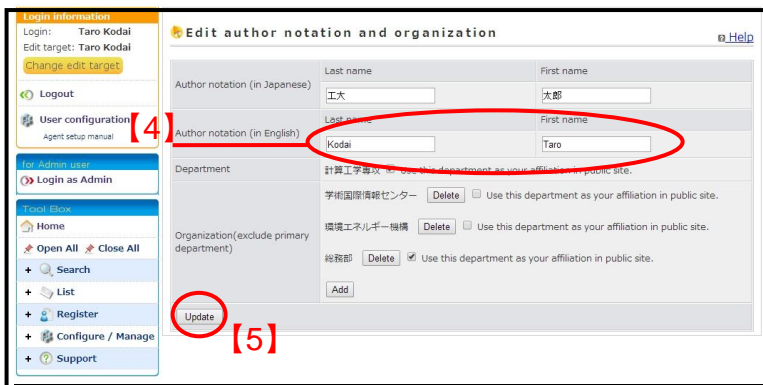 Login information
Login: Taro Kodai
Edit target: Taro Kodai
Change edit target
Logout
User configuration
Agent setup manual
for Admin user
Login as Admin
Tool Box
Home
Open All Close All
+ Search
+ List
+ Register
+ Configure / Manage
+ Support
Edit author notation and organization
Help
Author notation (in Japanese)
Last name First name
工大 太郎
【4】
Author notation (in English)
Last name First name
Kodai Taro
Department
計算工学専攻 Use this department as your affiliation in public site.
Organization(exclude primary department)
学術国際情報センター Delete Use this department as your affiliation in public site.
環境エネルギー機構 Delete Use this department as your affiliation in public site.
総務部 Delete Use this department as your affiliation in public site.
Add
Update
【5】